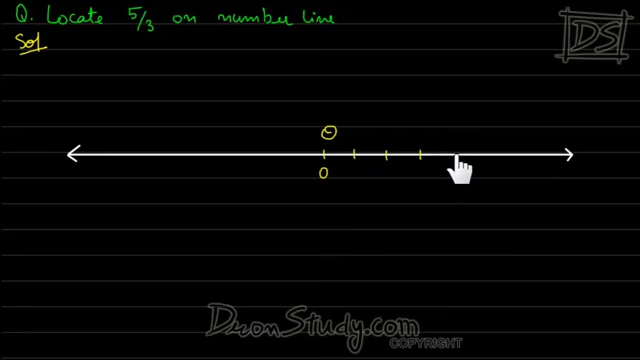 Q. Locate 5/3 on number line
DS
Sol
0
DronStudy.com
COPYRIGHT